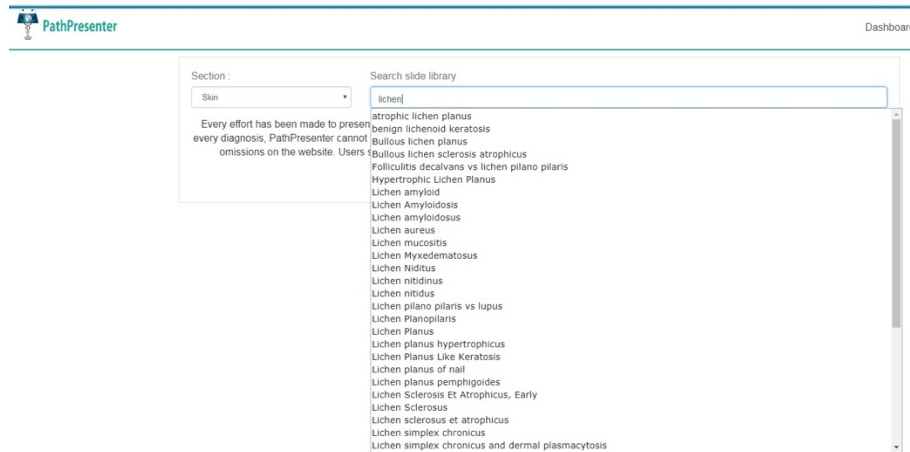 PathPresenter
Dashboar
Section :
Search slide library
Skin
lichen
Every effort has been made to presen
every diagnosis, PathPresenter cannot
omissions on the website. Users s
atrophic lichen planus
benign lichenoid keratosis
Bullous lichen planus
Bullous lichen sclerosis atrophicus
Folliculitis decalvans vs lichen pilano pilaris
Hypertrophic Lichen Planus
Lichen amyloid
Lichen Amyloidosis
Lichen amyloidosus
Lichen aureus
Lichen mucositis
Lichen Myxedematosus
Lichen Niditus
Lichen nitidinus
Lichen nitidus
Lichen pilano pilaris vs lupus
Lichen Planopilaris
Lichen Planus
Lichen planus hypertrophicus
Lichen Planus Like Keratosis
Lichen planus of nail
Lichen planus pemphigoides
Lichen Sclerosis Et Atrophicus, Early
Lichen Sclerosus
Lichen sclerosus et atrophicus
Lichen simplex chronicus
Lichen simplex chronicus and dermal plasmacytosis